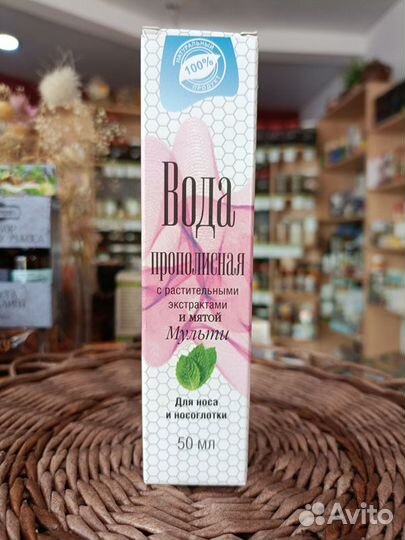 НАТУРАЛЬНЫЙ
100%
ПРОДУКТ
Вода
прополисная
с растительными
экстрактами
и мятой
Мульти
Для носа
и носоглотки
50 мл
Avito